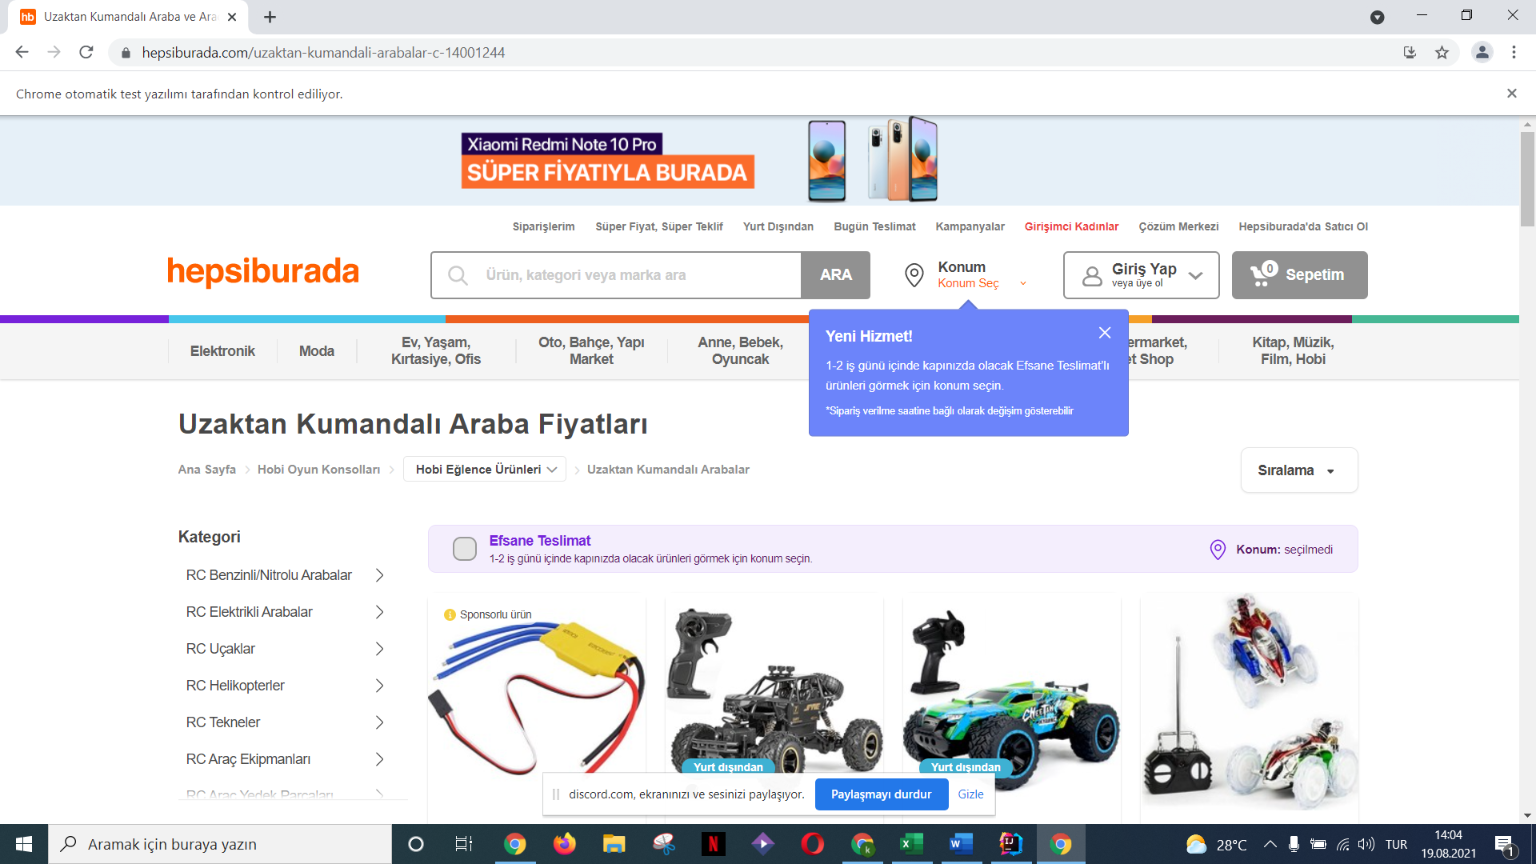 Uzaktan Kumandalı Araba ve Ara
hepsiburada.com/uzaktan-kumandali-arabalar-c-14001244
Chrome otomatik test yazılımı tarafından kontrol ediliyor.
Xiaomi Redmi Note 10 Pro
SÜPER FİYATIYLA BURADA
Siparişlerim Süper Fiyat, Süper Teklif Yurt Dışından Bugün Teslimat Kampanyalar Girişimci Kadınlar Çözüm Merkezi Hepsiburada'da Satıcı Ol
hepsiburada
Ürün, kategori veya marka ara
ARA
Konum
Konum Seç
Giriş Yap
veya üye ol
0 Sepetim
Elektronik
Moda
Ev, Yaşam,
Kırtasiye, Ofis
Oto, Bahçe, Yapı
Market
Anne, Bebek,
Oyuncak
ermarket,
t Shop
Kitap, Müzik,
Film, Hobi
Yeni Hizmet!
1-2 iş günü içinde kapınızda olacak Efsane Teslimat'lı
ürünleri görmek için konum seçin.
*Sipariş verilme saatine bağlı olarak değişim gösterebilir
Uzaktan Kumandalı Araba Fiyatları
Ana Sayfa Hobi Oyun Konsolları Hobi Eğlence Ürünleri Uzaktan Kumandalı Arabalar
Sıralama
Kategori
RC Benzinli/Nitrolu Arabalar
RC Elektrikli Arabalar
RC Uçaklar
RC Helikopterler
RC Tekneler
RC Araç Ekipmanları
RC Araç Yedek Parçaları
Efsane Teslimat
1-2 iş günü içinde kapınızda olacak ürünleri görmek için konum seçin.
Konum: seçilmedi
Sponsorlu ürün
Yurt dışından
Yurt dışından
discord.com, ekranınızı ve sesinizi paylaşıyor.
Paylaşmayı durdur
Gizle
Aramak için buraya yazın
28°C
TUR
14:04
19.08.2021
1